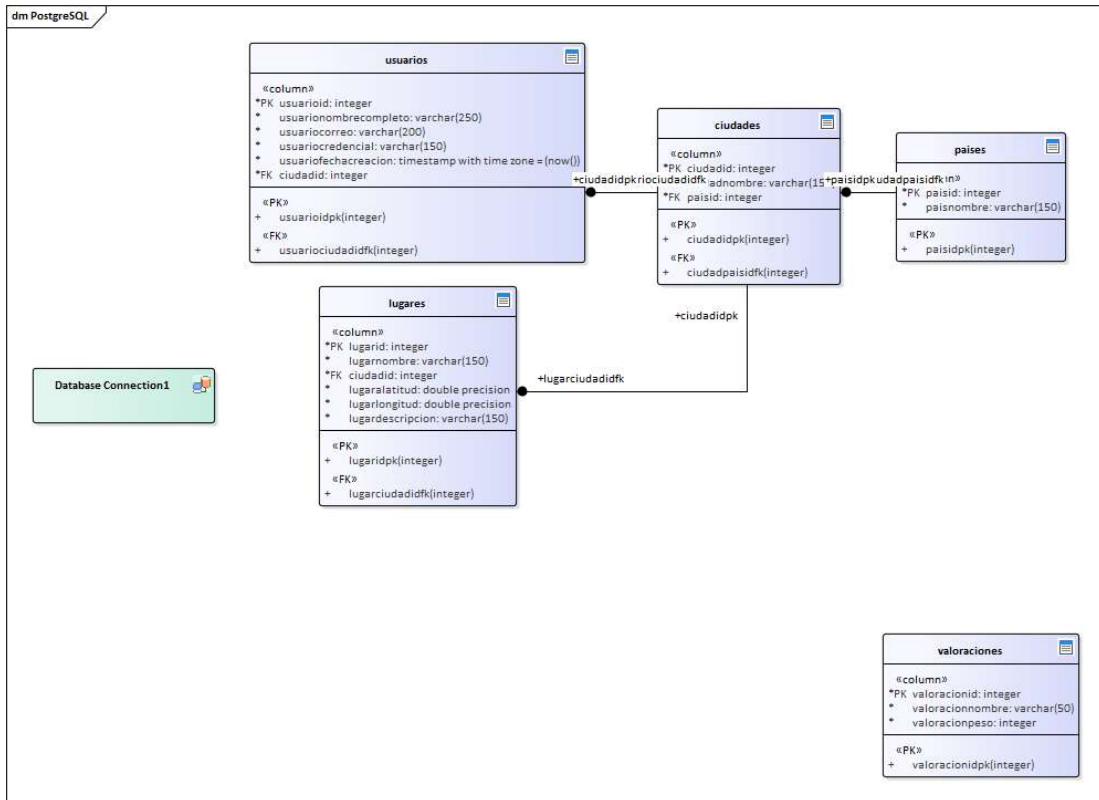 dm PostgreSQL
usuarios
«column»
*PK usuarioid: integer
* usuarionombrecompleto: varchar(250)
* usuariocorreo: varchar(200)
* usuariocredencial: varchar(150)
* usuariofechacreacion: timestamp with time zone = (now())
*FK ciudadid: integer
«PK»
+ usuarioidpk(integer)
«FK»
+ usuariociudadidfk(integer)
+ciudadidpkriociudadidfk
ciudades
«column»
*PK ciudadid: integer
adnombre: varchar(15
*FK paisid: integer
«PK»
+ ciudadidpk(integer)
«FK»
+ ciudadpaisidfk(integer)
+paisidpkudadpaisidfk
paises
n»
*PK paisid: integer
* paisnombre: varchar(150)
«PK»
+ paisidpk(integer)
+ciudadidpk
+lugarciudadidfk
lugares
«column»
*PK lugarid: integer
* lugarnombre: varchar(150)
*FK ciudadid: integer
* lugaralatitud: double precision
* lugarlongitud: double precision
* lugardescripcion: varchar(150)
«PK»
+ lugaridpk(integer)
«FK»
+ lugarciudadidfk(integer)
Database Connection1
valoraciones
«column»
*PK valoracionid: integer
* valoracionnombre: varchar(50)
* valoracionpeso: integer
«PK»
+ valoracionidpk(integer)